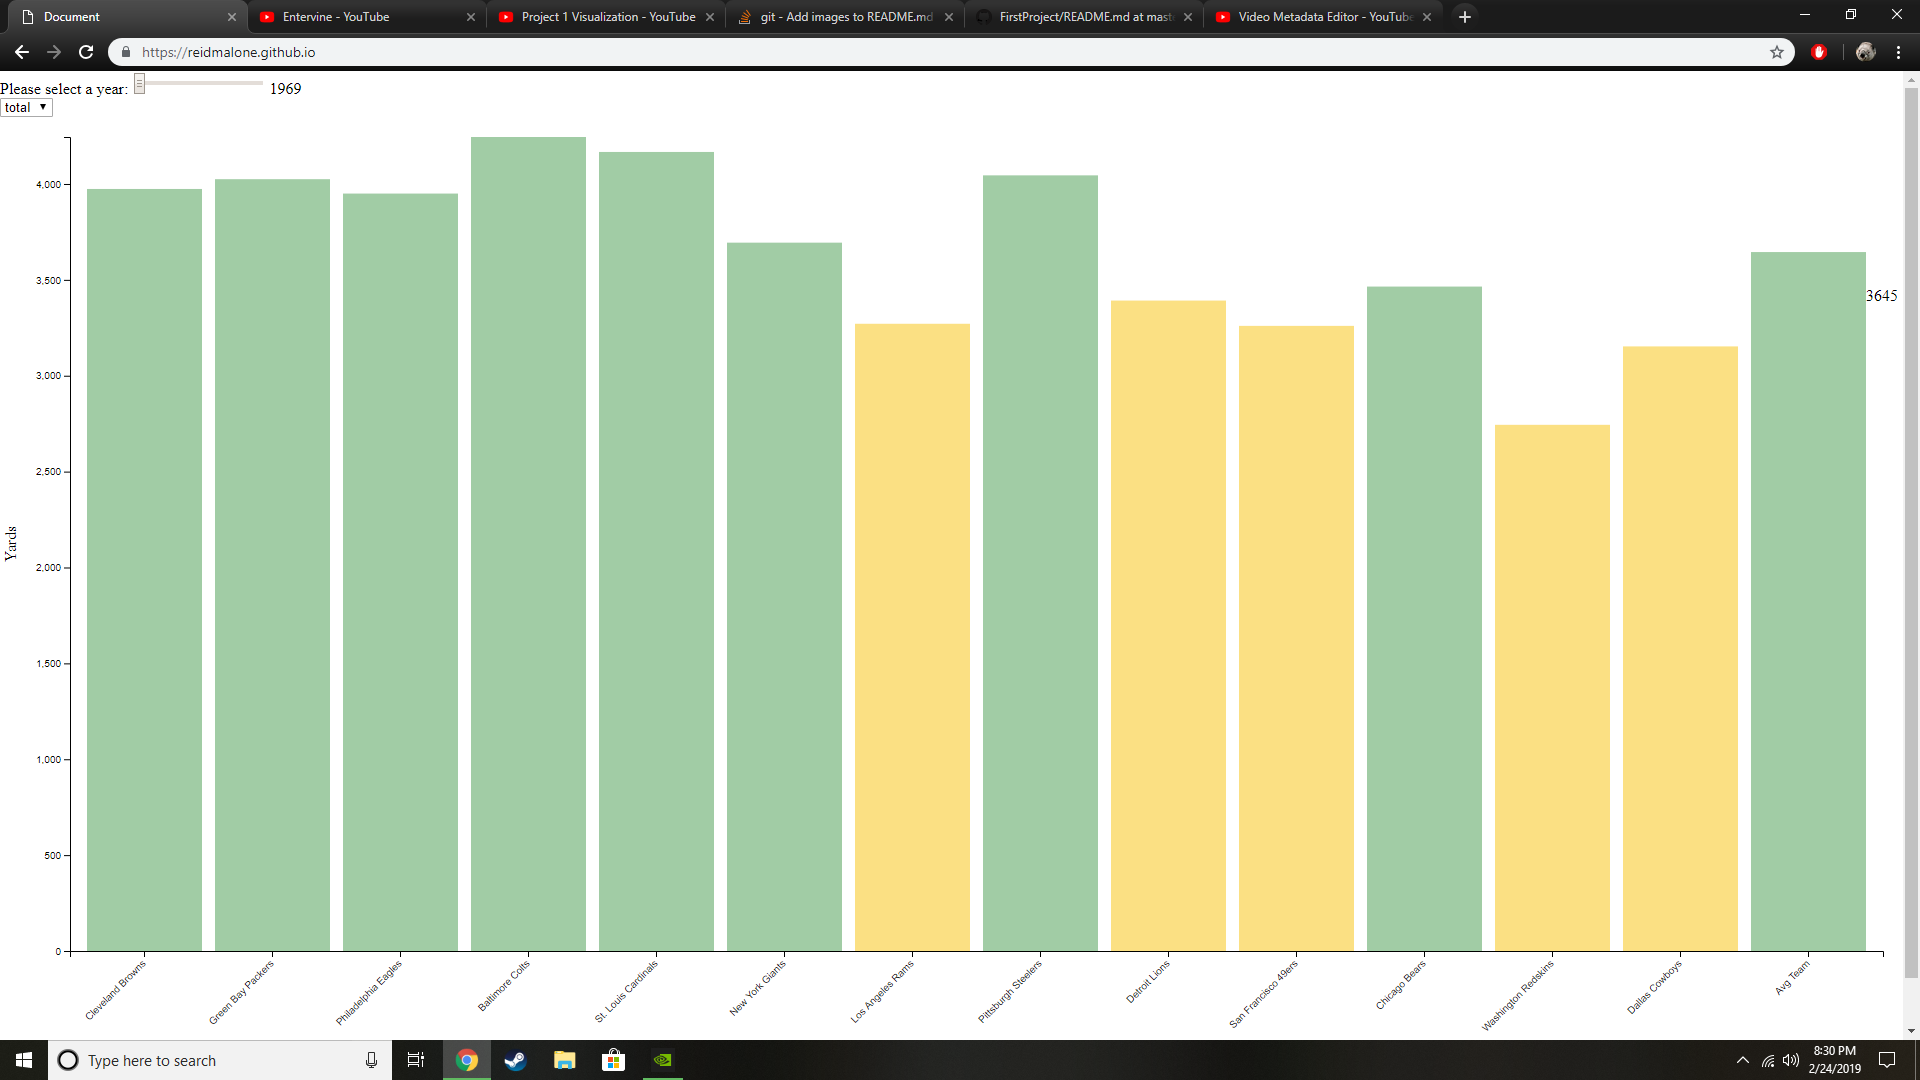 Document
Entervine - YouTube
Project 1 Visualization - YouTube
git - Add images to README.md
FirstProject/README.md at mast
Video Metadata Editor - YouTube
https://reidmalone.github.io
Please select a year:
1969
total
4,000
3,500
3645
3,000
2,500
Yards
2,000
1,500
1,000
500
0
Cleveland Browns
Green Bay Packers
Philadelphia Eagles
Baltimore Colts
St. Louis Cardinals
New York Giants
Los Angeles Rams
Pittsburgh Steelers
Detroit Lions
San Francisco 49ers
Chicago Bears
Washington Redskins
Dallas Cowboys
Avg Team
Type here to search
8:30 PM
2/24/2019